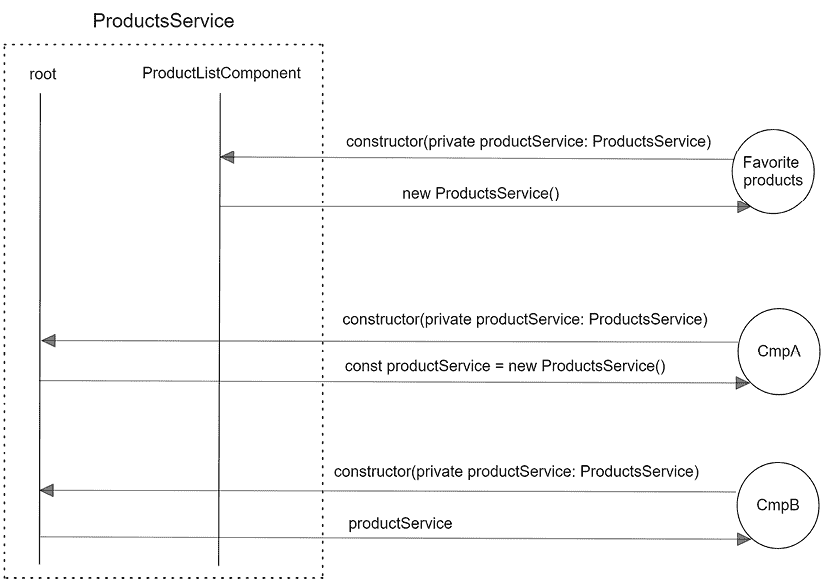 ProductsService
root
ProductListComponent
constructor(private productService: ProductsService)
Favorite
products
new ProductsService()
constructor(private productService: ProductsService)
CmpΛ
const productService = new ProductsService()
constructor(private productService: ProductsService)
CmpB
productService